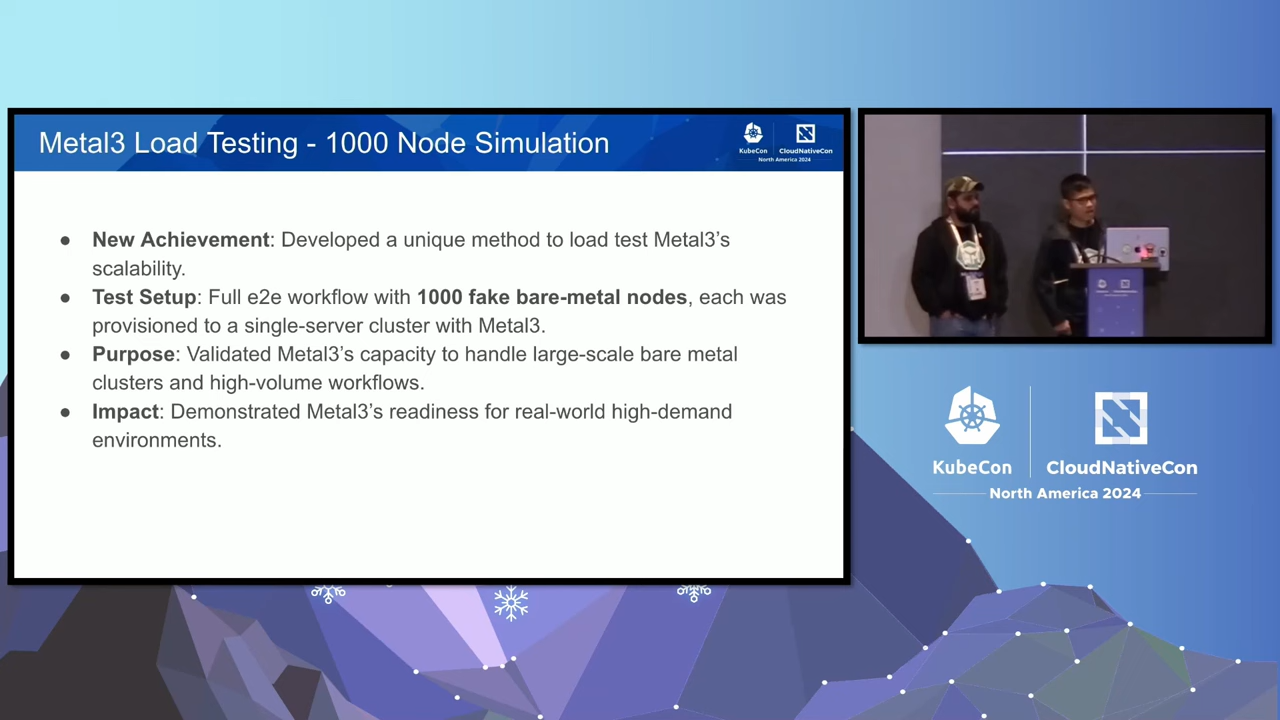 Metal3 Load Testing - 1000 Node Simulation
KubeCon
CloudNativeCon
North America 2024
● New Achievement: Developed a unique method to load test Metal3’s
scalability.
● Test Setup: Full e2e workflow with 1000 fake bare-metal nodes, each was
provisioned to a single-server cluster with Metal3.
● Purpose: Validated Metal3’s capacity to handle large-scale bare metal
clusters and high-volume workflows.
● Impact: Demonstrated Metal3’s readiness for real-world high-demand
environments.
KubeCon
CloudNativeCon
North America 2024